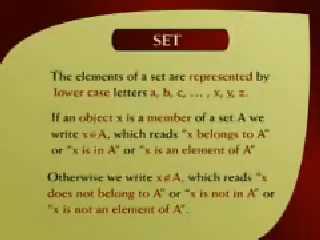 SET
The elements of a set are represented by
lower case letters a, b, c, ... , x, y, z.
If an object x is a member of a set A we
write x∈A, which reads "x belongs to A"
or "x is in A" or "x is an element of A"
Otherwise we write x∉A, which reads "x
does not belong to A" or "x is not in A" or
"x is not an element of A".